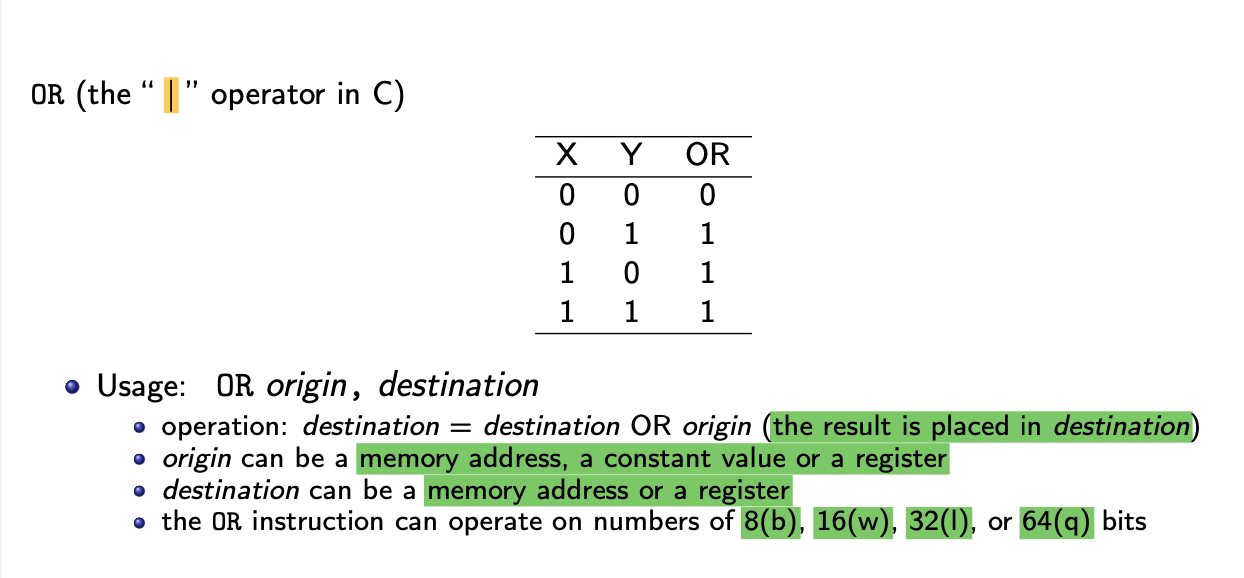 OR (the “|” operator in C)
X Y OR
0 0 0
0 1 1
1 0 1
1 1 1
Usage: OR origin, destination
operation: destination = destination OR origin (the result is placed in destination)
origin can be a memory address, a constant value or a register
destination can be a memory address or a register
the OR instruction can operate on numbers of 8(b), 16(w), 32(l), or 64(q) bits